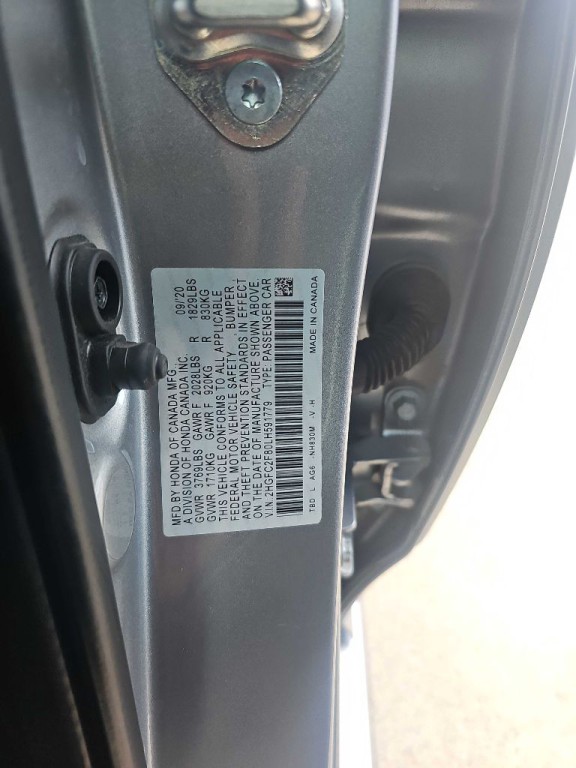 MFD.BY HONDA OF CANADA MFG., 09/20
A DIVISION OF HONDA CANADA INC.
GVWR 3769LBS GAWR F 2028LBS R 1829LBS
GVWR 1710KG GAWR F 920KG R 830KG
THIS VEHICLE CONFORMS TO ALL APPLICABLE
FEDERAL MOTOR VEHICLE SAFETY , BUMPER ,
AND THEFT PREVENTION STANDARDS IN EFFECT
ON THE DATE OF MANUFACTURE SHOWN ABOVE.
V.I.N. 2HGFC2F80LH591779 TYPE PASSENGER CAR
TBD L AG6 -NH830M -V -H MADE IN CANADA